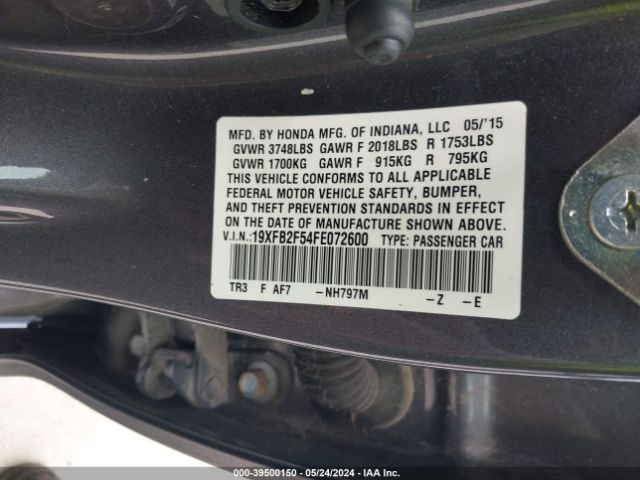 MFD. BY HONDA MFG. OF INDIANA, LLC 05/'15
GVWR 3748LBS GAWR F 2018LBS R 1753LBS
GVWR 1700KG GAWR F 915KG R 795KG
THIS VEHICLE CONFORMS TO ALL APPLICABLE
FEDERAL MOTOR VEHICLE SAFETY, BUMPER,
AND THEFT PREVENTION STANDARDS IN EFFECT
ON THE DATE OF MANUFACTURE SHOWN ABOVE.
V.I.N.:19XFB2F54FE072600 TYPE: PASSENGER CAR
TR3 F AF7 -NH797M -Z -E
000-39500150 - 05/24/2024 - IAA Inc.